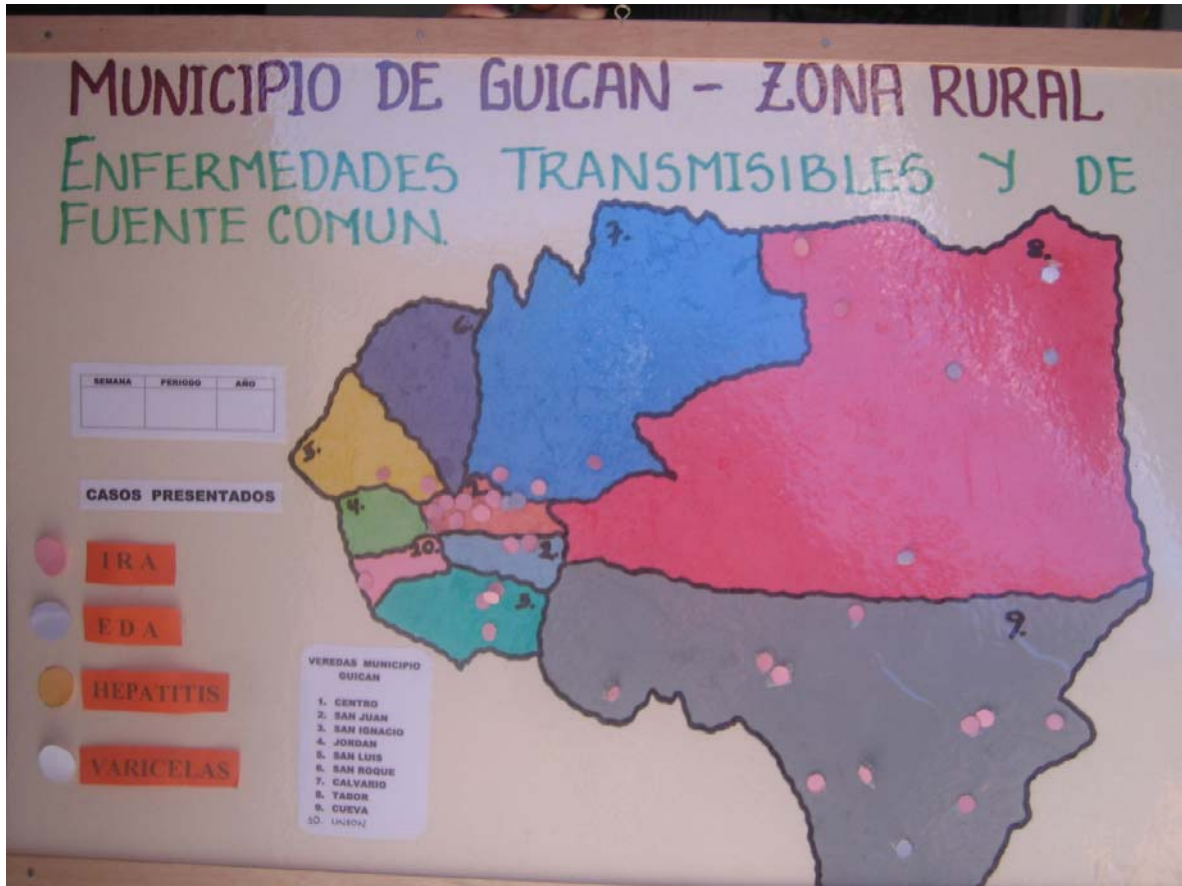 MUNICIPIO DE GUICAN - ZONA RURAL
ENFERMEDADES TRANSMISIBLES Y DE
FUENTE COMUN.
7.
8.
6.
SEMANA PERIODO AÑO
5.
CASOS PRESENTADOS
1.
4.
10.
2.
IRA
3.
EDA
9.
HEPATITIS
VARICELAS
VEREDAS MUNICIPIO
GUICAN
1. CENTRO
2. SAN JUAN
3. SAN IGNACIO
4. JORDAN
5. SAN LUIS
6. SAN ROQUE
7. CALVARIO
8. TABOR
9. CUEVA
10. UNION